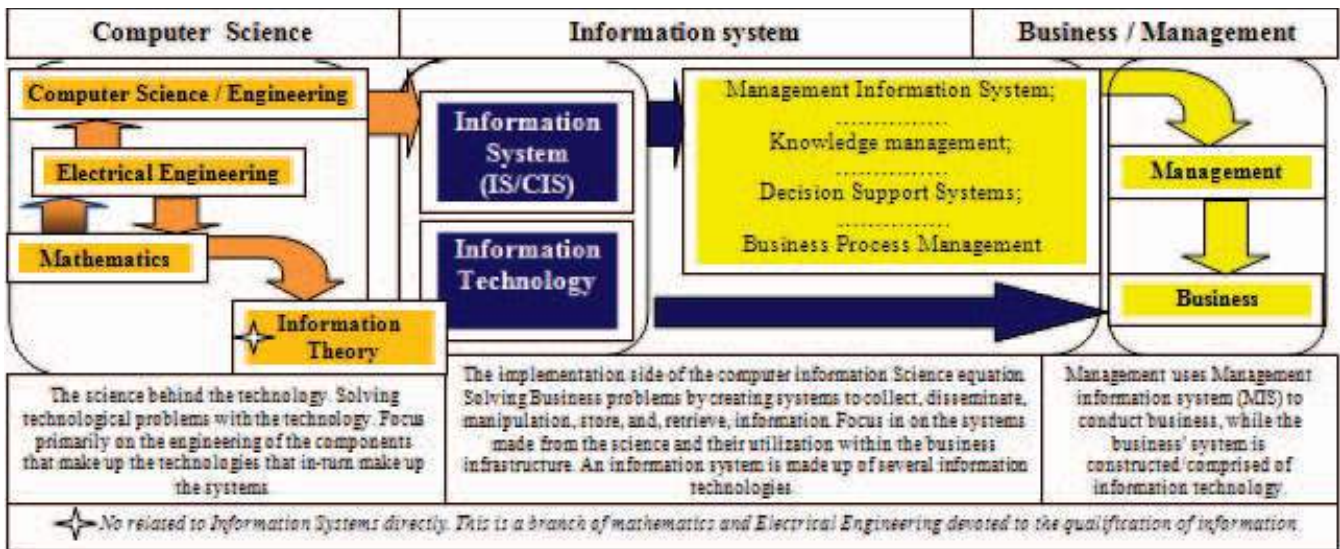 Computer Science
Information system
Business / Management
Computer Science / Engineering
Electrical Engineering
Mathematics
Information
Theory
Information
System
(IS/CIS)
Information
Technology
Management Information System;
……………
Knowledge management;
……………
Decision Support Systems;
……………
Business Process Management
Management
Business
The science behind the technology. Solving
technological problems with the technology. Focus
primarily on the engineering of the components
that make up the technologies that in-turn make up
the systems
The implementation side of the computer information Science equation
Solving Business problems by creating systems to collect, disseminate,
manipulation, store, and, retrieve, information. Focus in on the systems
made from the science and their utilization within the business
infrastructure. An information system is made up of several information
technologies
Management uses Management
information system (MIS) to
conduct business, while the
business' system is
constructed/comprised of
information technology.
No related to Information Systems directly. This is a branch of mathematics and Electrical Engineering devoted to the qualification of information.